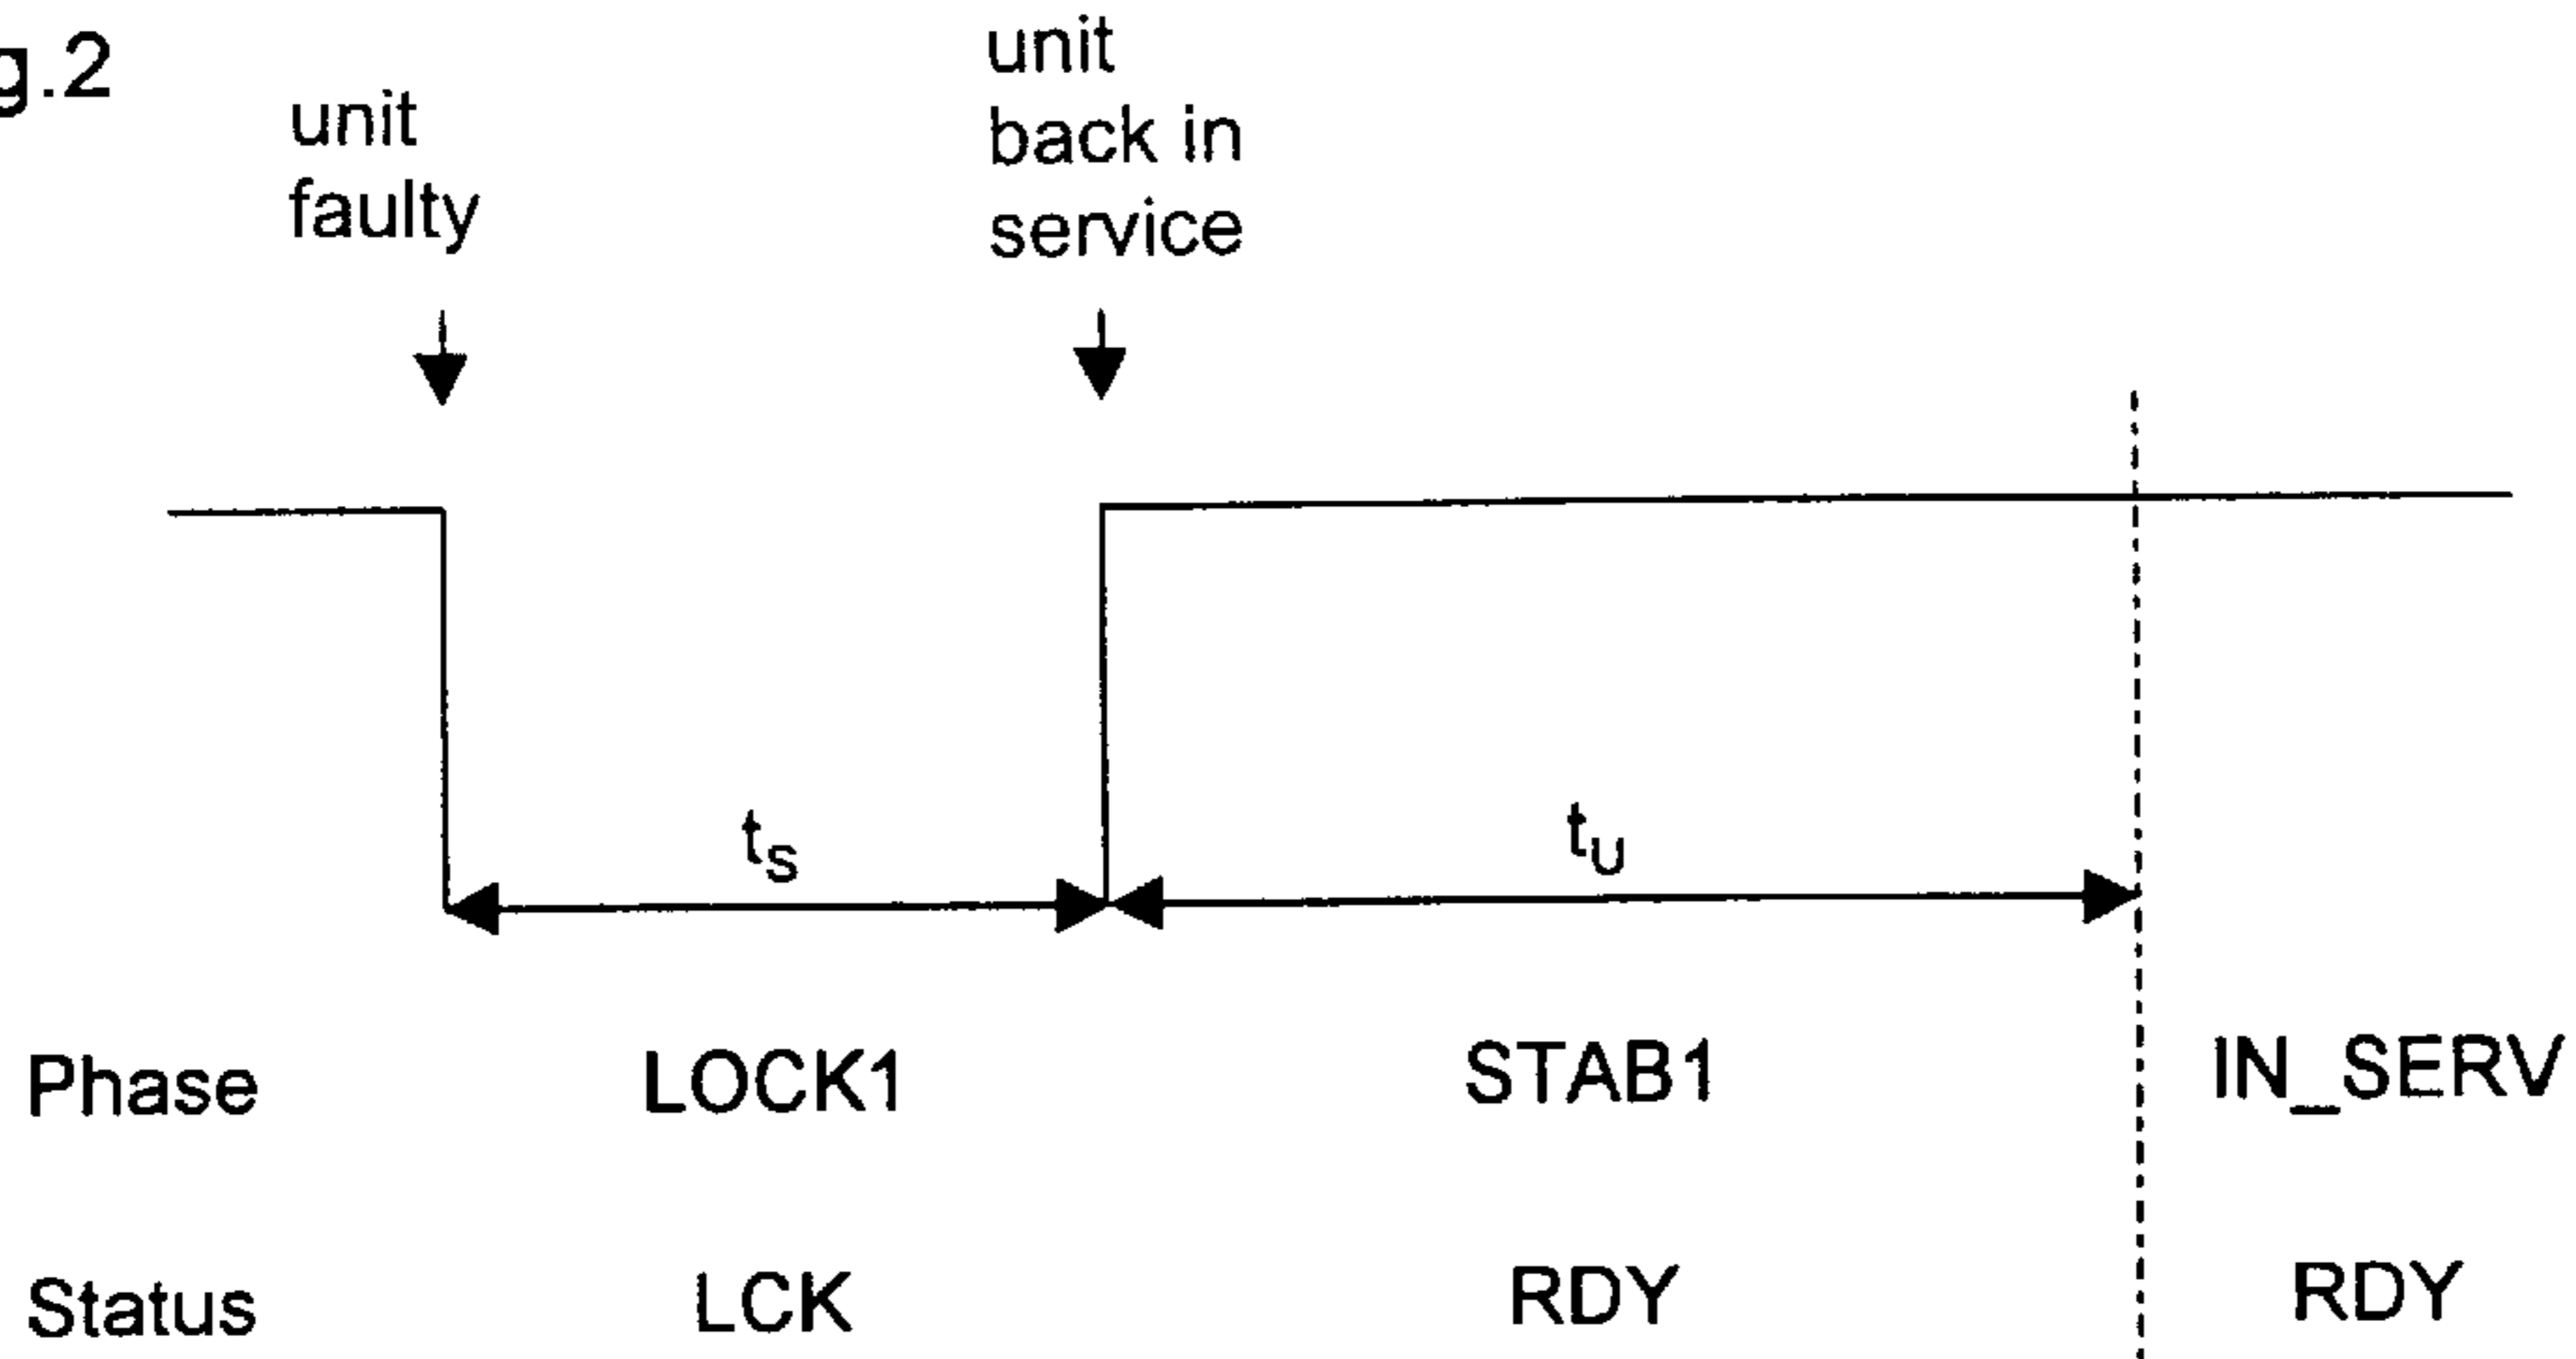 g.2
unit
faulty
unit
back in
service
tS
tU
Phase LOCK1 STAB1 IN_SERV
Status LCK RDY RDY